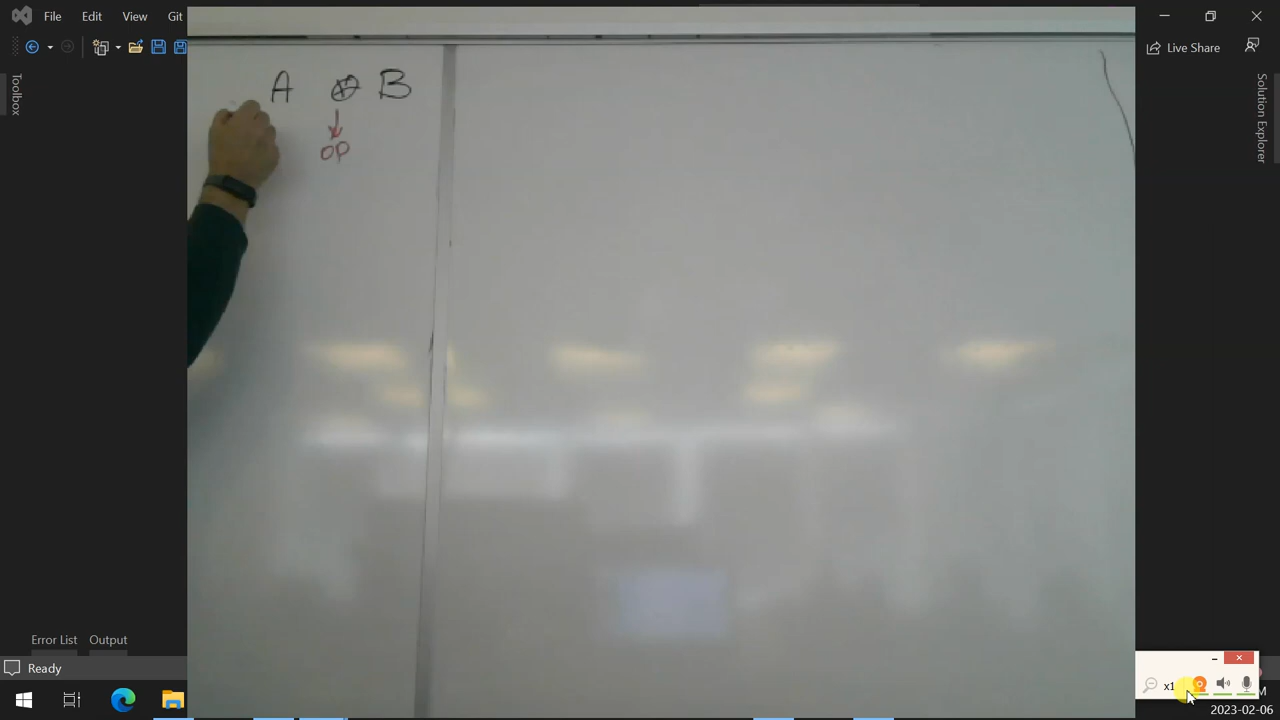 File Edit View Git
Live Share
Toolbox
Solution Explorer
A ⊕ B
↓
OP
Error List Output
Ready
x1
2023-02-06